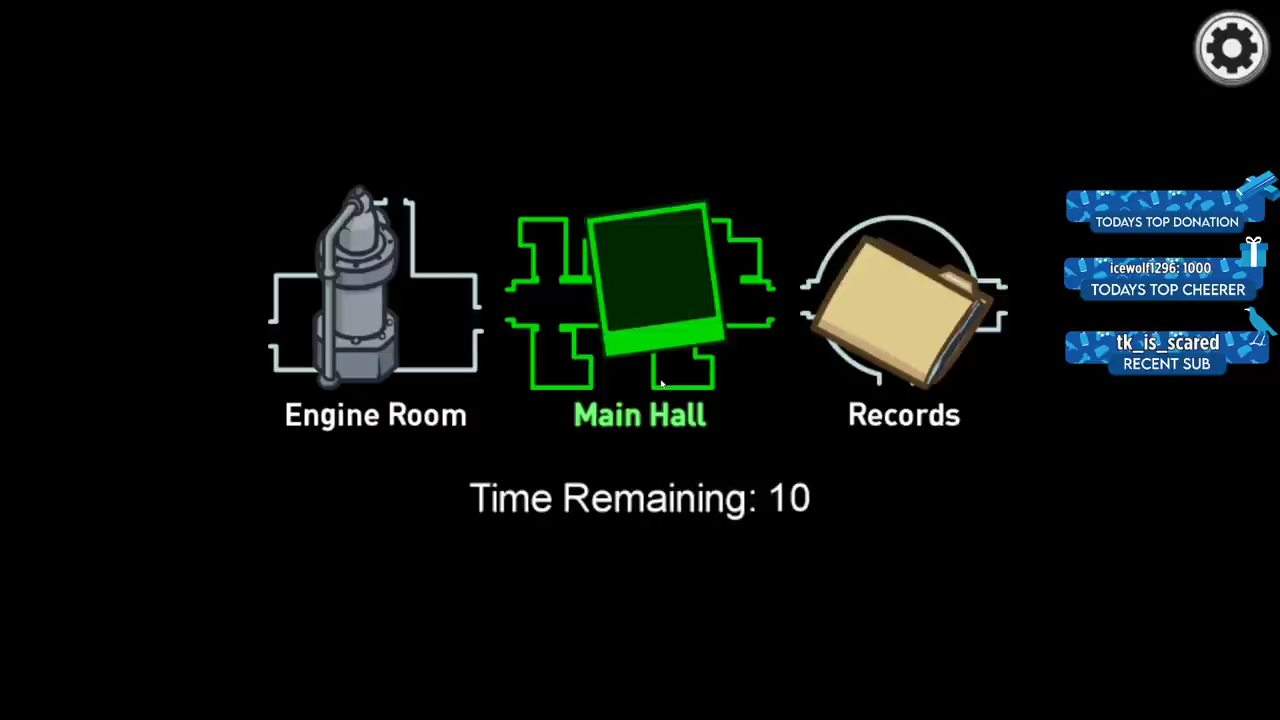 TODAYS TOP DONATION
icewolf1296: 1000
TODAYS TOP CHEERER
tk_is_scared
RECENT SUB
Engine Room
Main Hall
Records
Time Remaining: 10